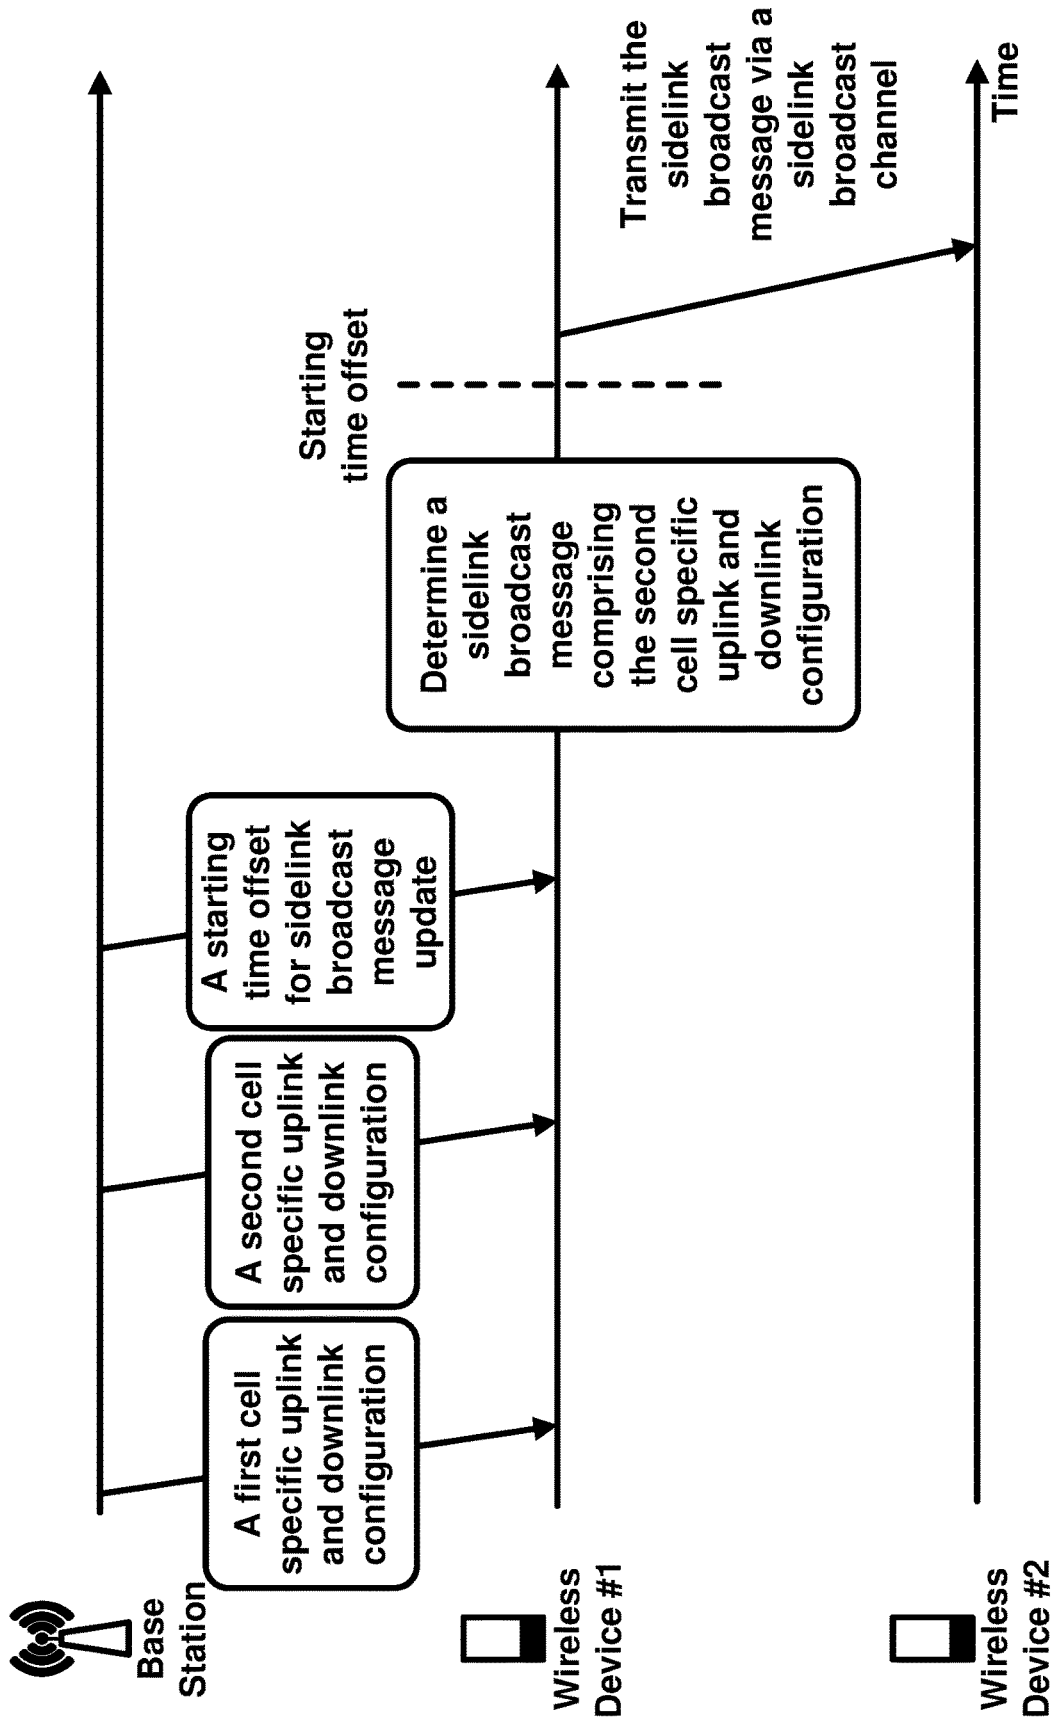 Base
Station
A first cell
specific uplink
and downlink
configuration
A second cell
specific uplink
and downlink
configuration
A starting
time offset
for sidelink
broadcast
message
update
Wireless
Device #1
Determine a
sidelink
broadcast
message
comprising
the second
cell specific
uplink and
downlink
configuration
Starting
time offset
Transmit the
sidelink
broadcast
message via a
sidelink
broadcast
channel
Wireless
Device #2
Time